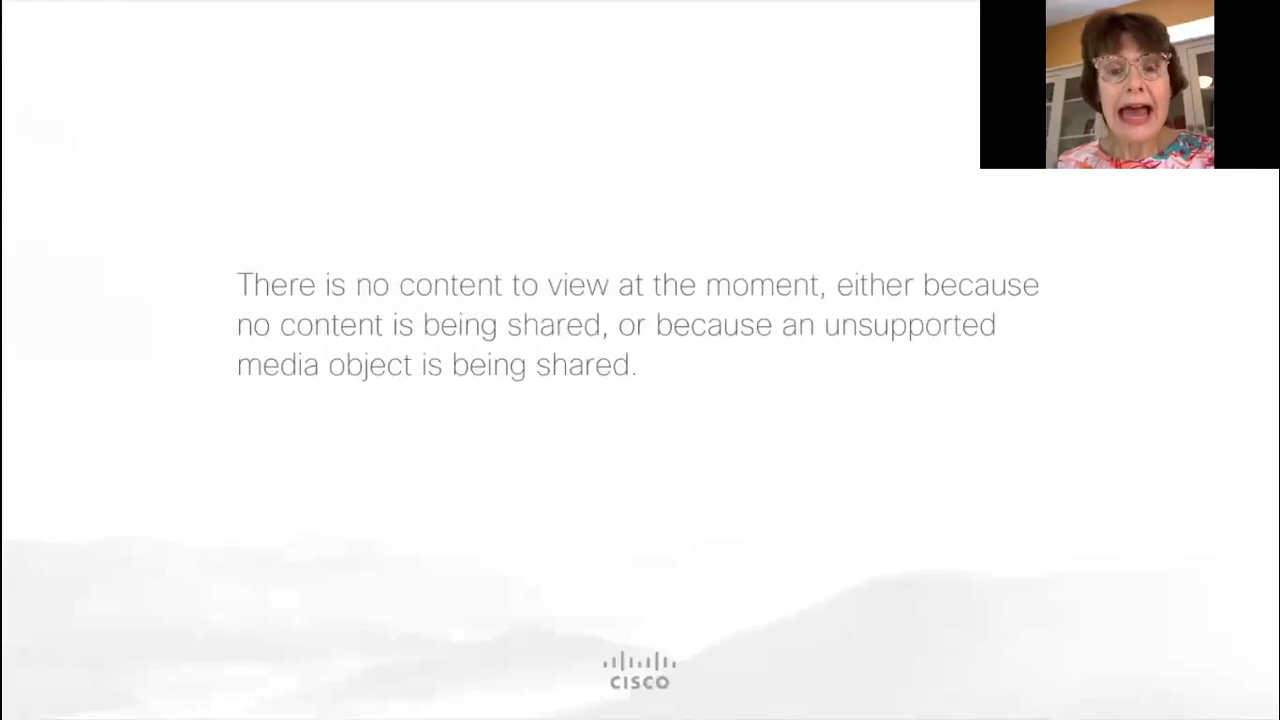 There is no content to view at the moment, either because
no content is being shared, or because an unsupported
media object is being shared.
CISCO